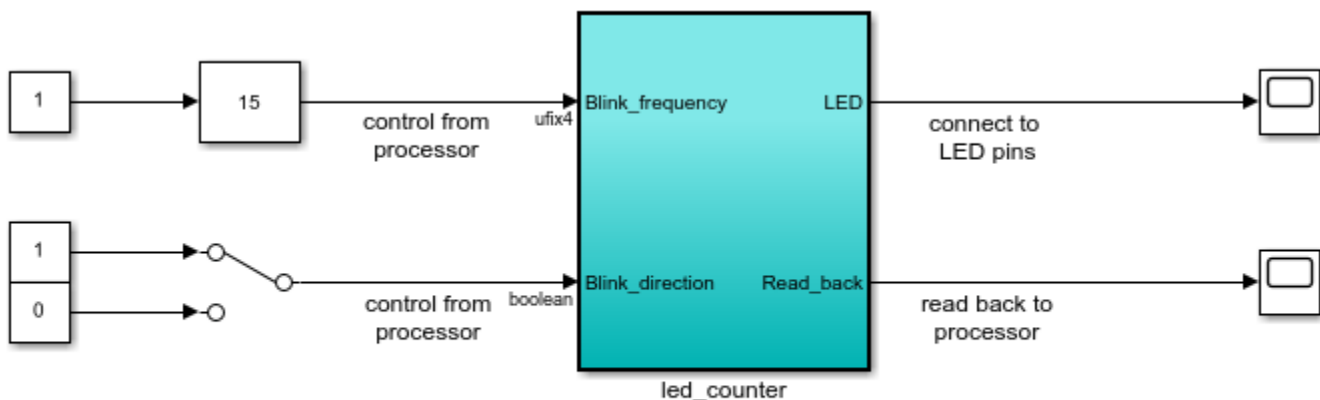 1
15
Blink_frequency
LED
ufix4
control from
processor
connect to
LED pins
1
0
Blink_direction
Read_back
boolean
control from
processor
read back to
processor
led_counter